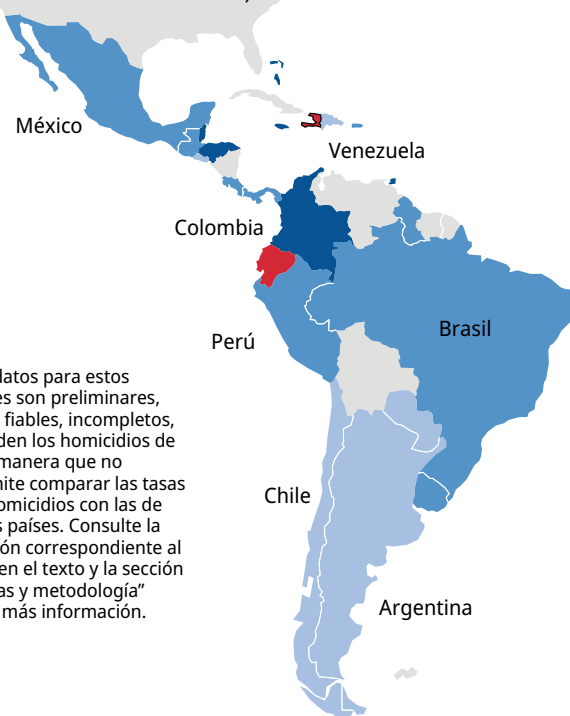 México
Venezuela
Colombia
Brasil
Perú
datos para estos
es son preliminares,
fiables, incompletos,
den los homicidios de
manera que no
nite comparar las tasas
omicidios con las de
s países. Consulte la
ón correspondiente al
en el texto y la sección
as y metodología”
más información.
Chile
Argentina